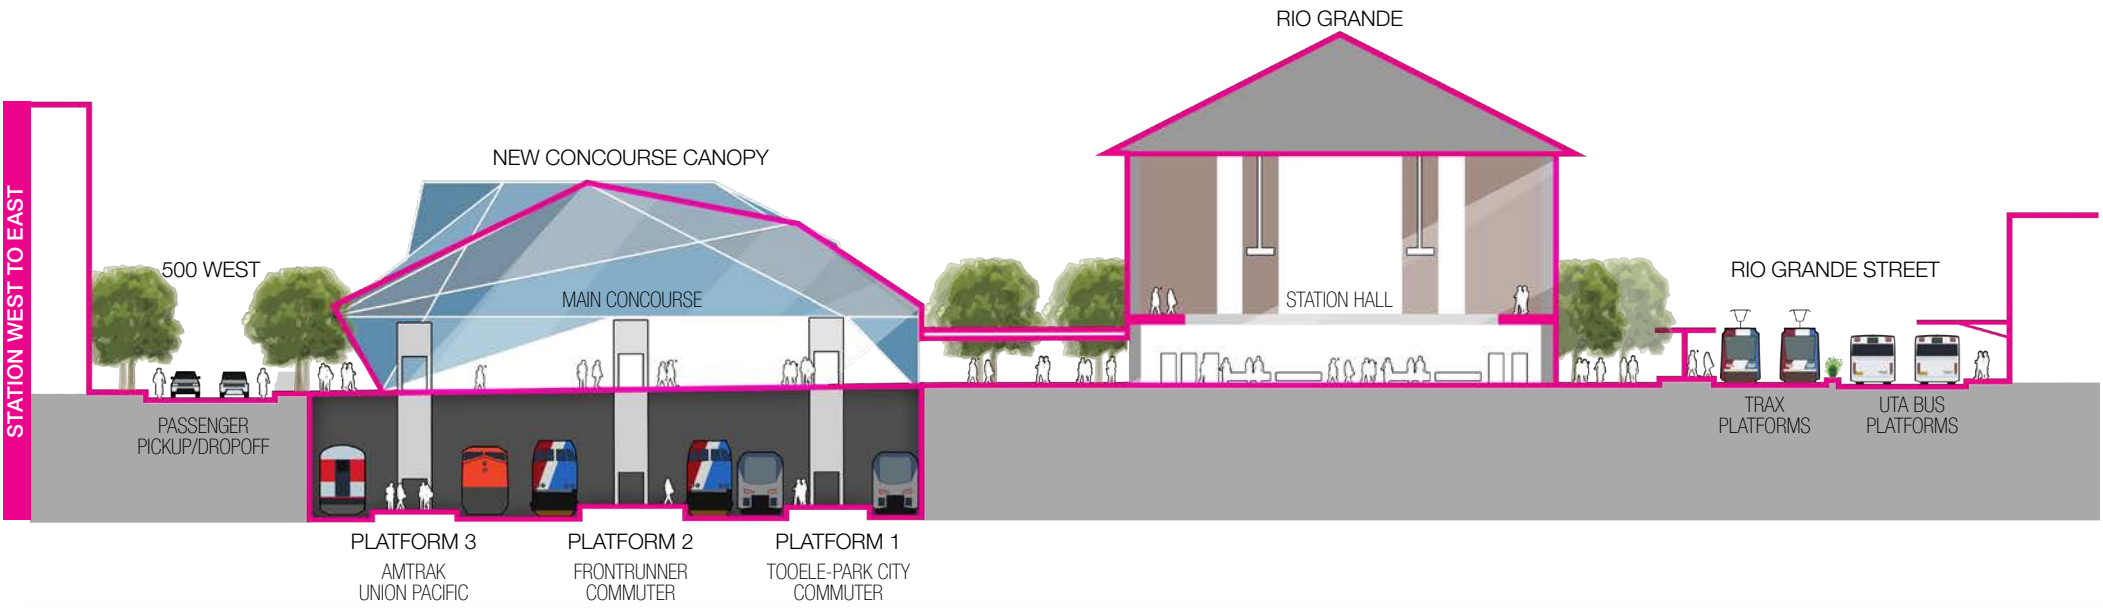 RIO GRANDE
NEW CONCOURSE CANOPY
STATION WEST TO EAST
500 WEST
MAIN CONCOURSE
STATION HALL
RIO GRANDE STREET
PASSENGER
PICKUP/DROPOFF
TRAX
PLATFORMS
UTA BUS
PLATFORMS
PLATFORM 3
AMTRAK
UNION PACIFIC
PLATFORM 2
FRONTRUNNER
COMMUTER
PLATFORM 1
TOOELE-PARK CITY
COMMUTER